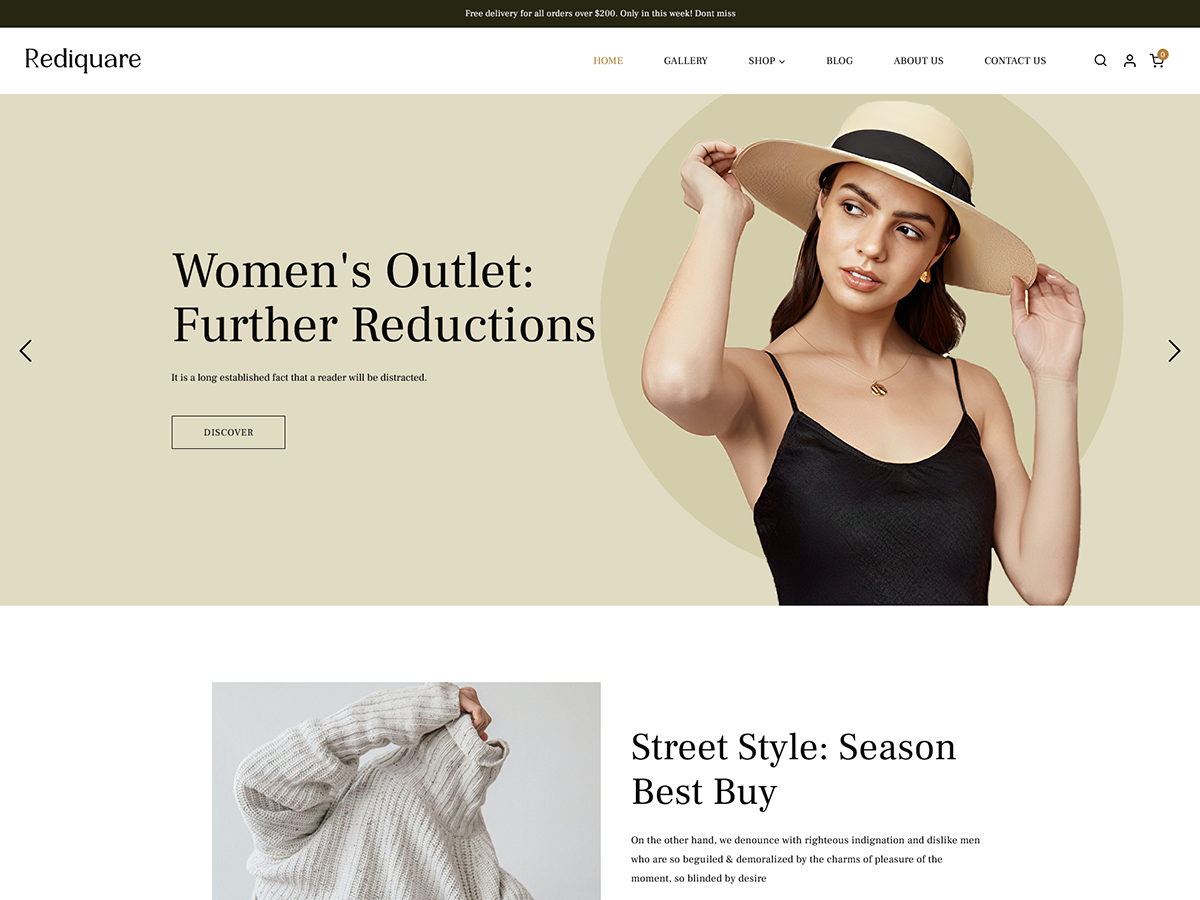 Free delivery for all orders over $200. Only in this week! Dont miss
Rediquare
HOME
GALLERY
SHOP
BLOG
ABOUT US
CONTACT US
0
Women's Outlet:
Further Reductions
It is a long established fact that a reader will be distracted.
DISCOVER
Street Style: Season
Best Buy
On the other hand, we denounce with righteous indignation and dislike men
who are so beguiled & demoralized by the charms of pleasure of the
moment, so blinded by desire